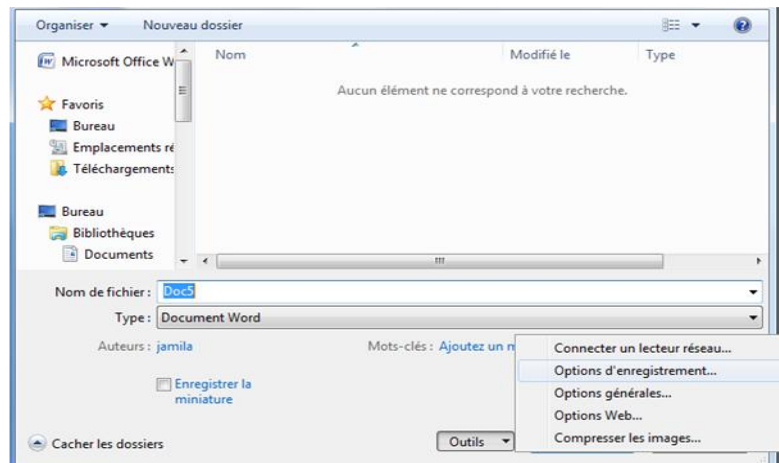 Organiser Nouveau dossier
Nom Modifié le Type
Microsoft Office W
Aucun élément ne correspond à votre recherche.
Favoris
Bureau
Emplacements ré
Téléchargements
Bureau
Bibliothèques
Documents
Nom de fichier : Doc5
Type : Document Word
Auteurs : jamila Mots-clés : Ajoutez un m
Enregistrer la
miniature
Connecter un lecteur réseau...
Options d'enregistrement...
Options générales...
Options Web...
Compresser les images...
Cacher les dossiers Outils